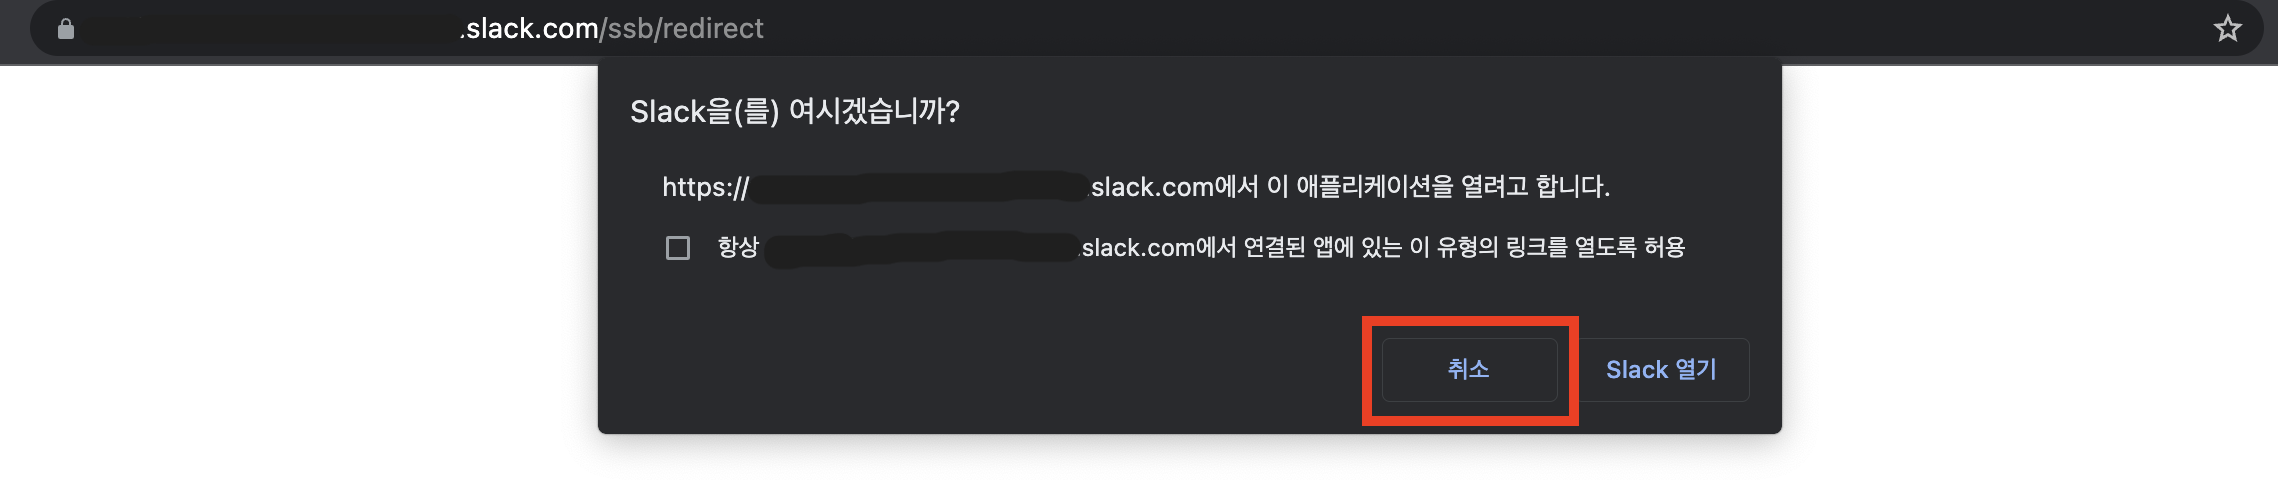 .slack.com/ssb/redirect
Slack을(를) 여시겠습니까?
https:// .slack.com에서 이 애플리케이션을 열려고 합니다.
항상 slack.com에서 연결된 앱에 있는 이 유형의 링크를 열도록 허용
취소
Slack 열기